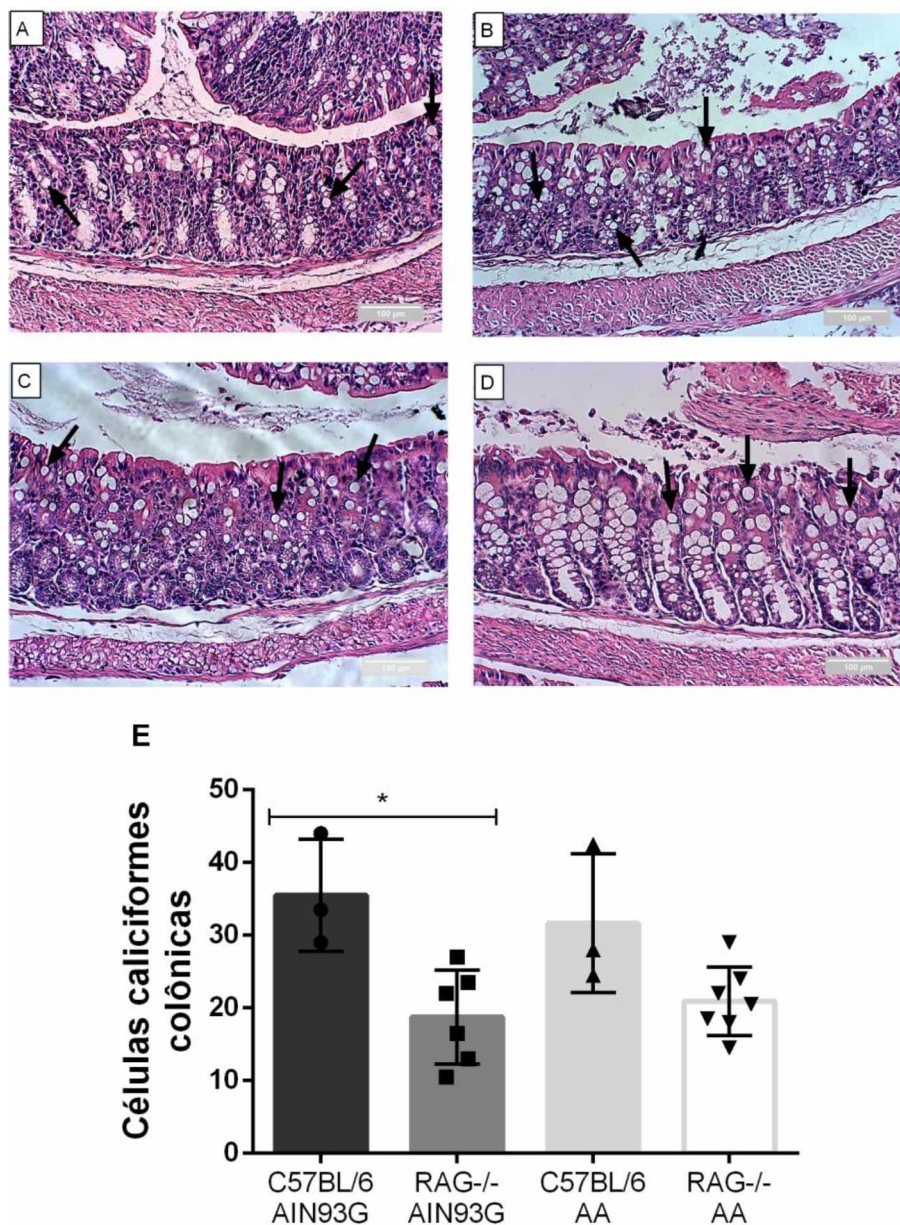 A
B
100 µm
100 µm
C
D
100 µm
100 µm
E
Células caliciformes
colônicas
50
40
30
20
10
0
*
C57BL/6
AIN93G
RAG-/-
AIN93G
C57BL/6
AA
RAG-/-
AA